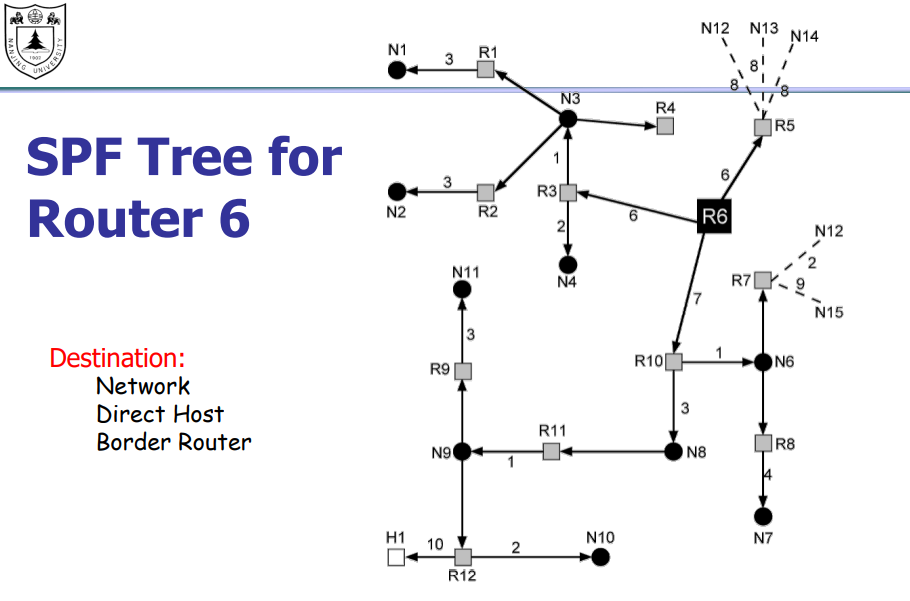 NANJING UNIVERSITY
1902
SPF Tree for
Router 6
Destination:
Network
Direct Host
Border Router
N12
N13
N14
8
8
8
N1
3
R1
N3
R4
R5
1
6
N2
3
R2
R3
6
R6
2
N4
N12
2
R7
9
N15
N11
7
3
R9
R10
1
N6
3
R11
N9
1
N8
R8
4
H1
10
2
N10
N7
R12